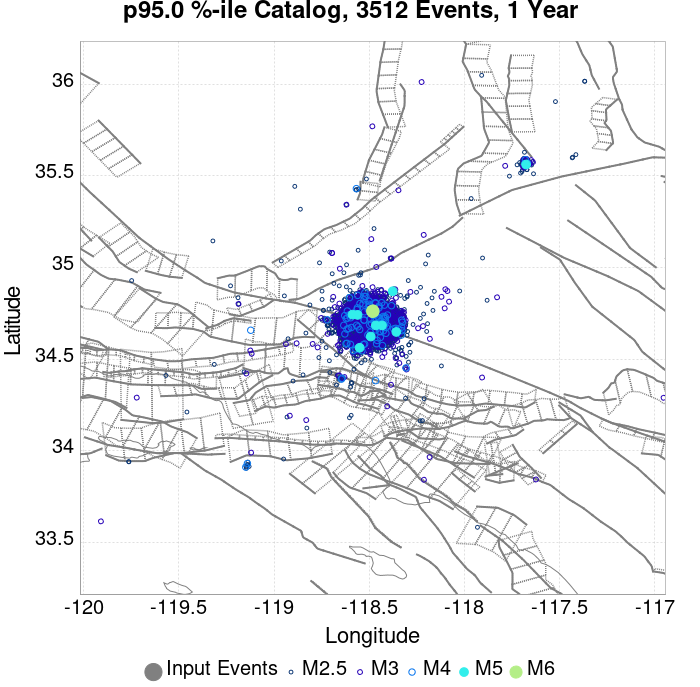 p95.0 %-ile Catalog, 3512 Events, 1 Year
36
35.5
35
34.5
34
33.5
Latitude
-120 -119.5 -119 -118.5 -118 -117.5 -117
Longitude
Input Events M2.5 M3 M4 M5 M6